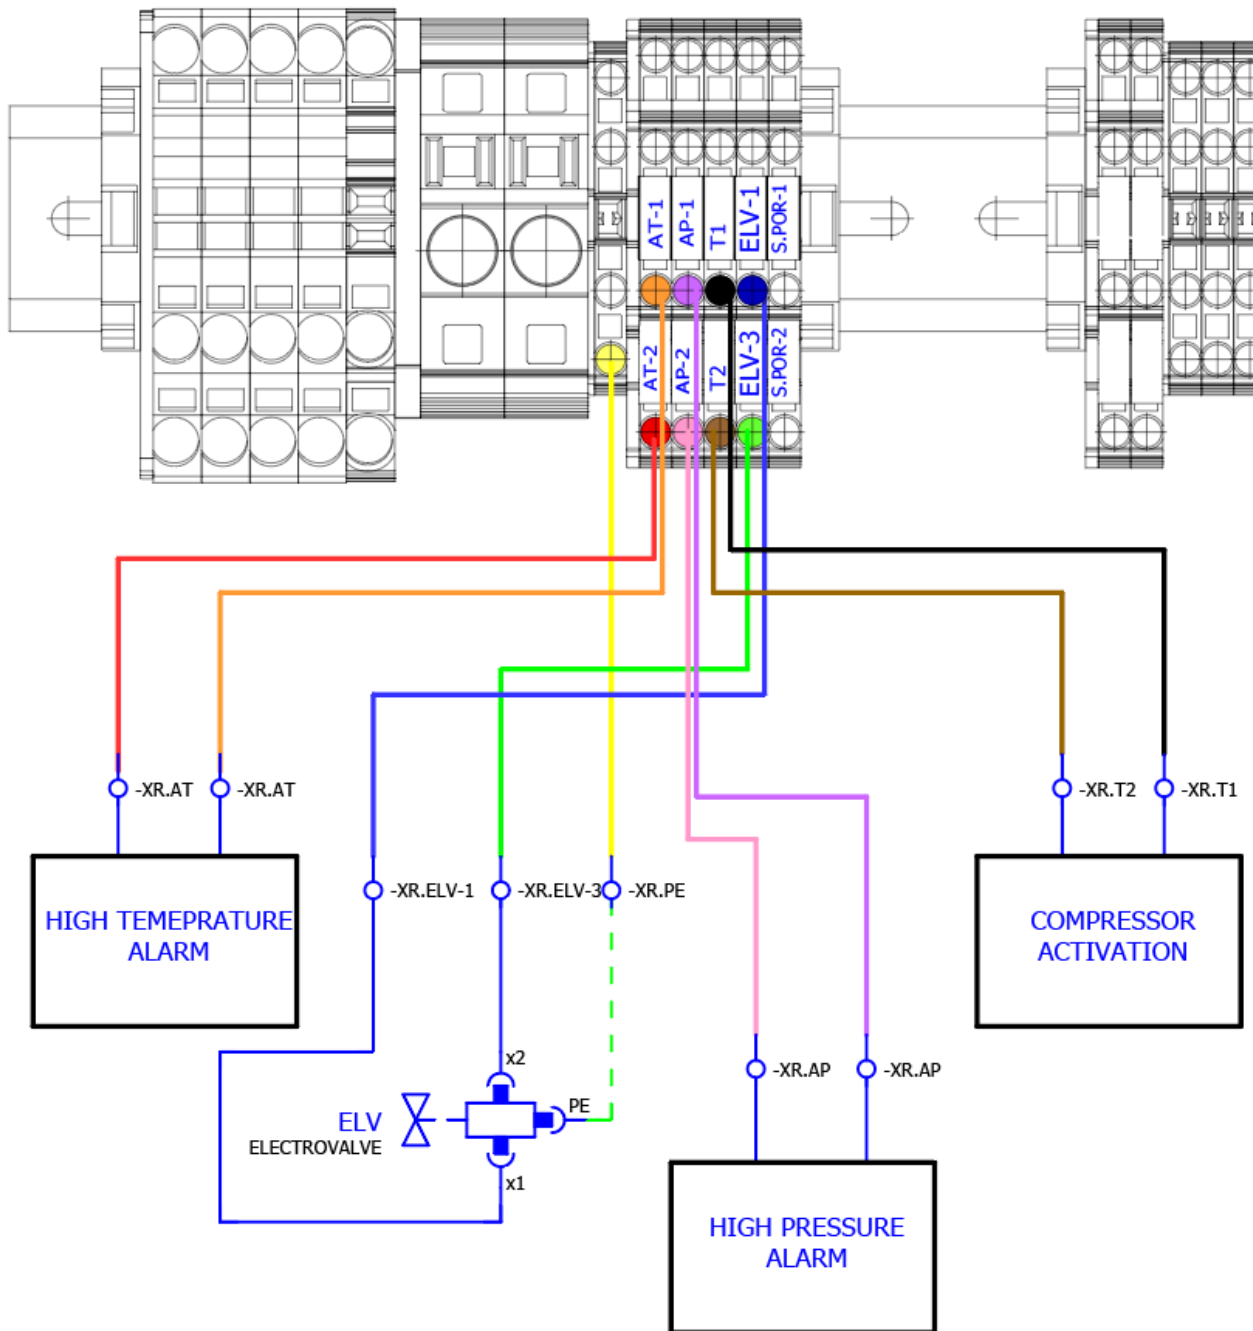 AT-1
AP-1
T1
ELV-1
S.POR-1
AT-2
AP-2
T2
ELV-3
S.POR-2
-XR.AT
-XR.AT
-XR.T2
-XR.T1
-XR.ELV-1
-XR.ELV-3
-XR.PE
HIGH TEMEPRATURE
ALARM
COMPRESSOR
ACTIVATION
x2
-XR.AP
-XR.AP
PE
ELV
ELECTROVALVE
x1
HIGH PRESSURE
ALARM